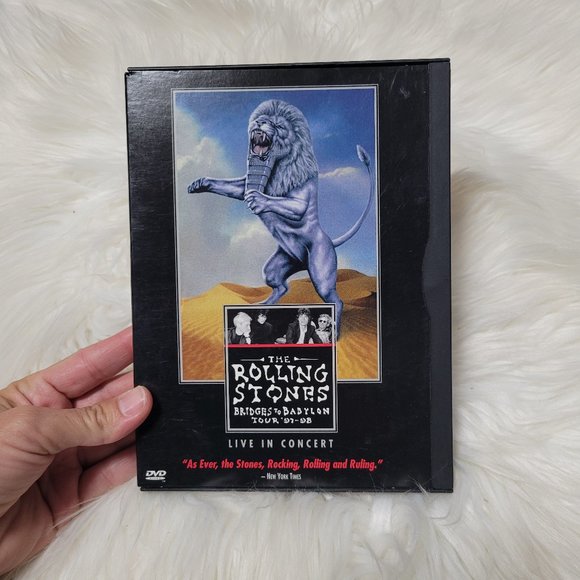 THE
ROLLING
STONES
BRIDGES TO BABYLON
TOUR '97-98
LIVE IN CONCERT
"As Ever, the Stones, Rocking, Rolling and Ruling."
— NEW YORK TIMES
DVD